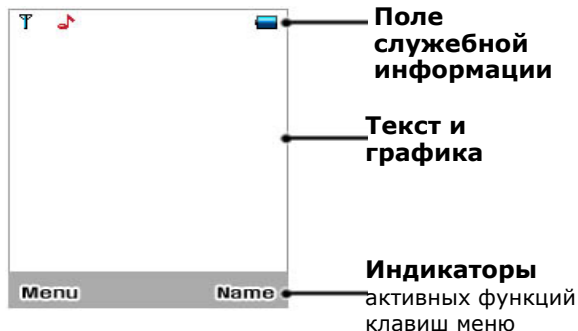 Поле
служебной
информации
Текст и
графика
Menu
Name
Индикаторы
активных функций
клавиш меню